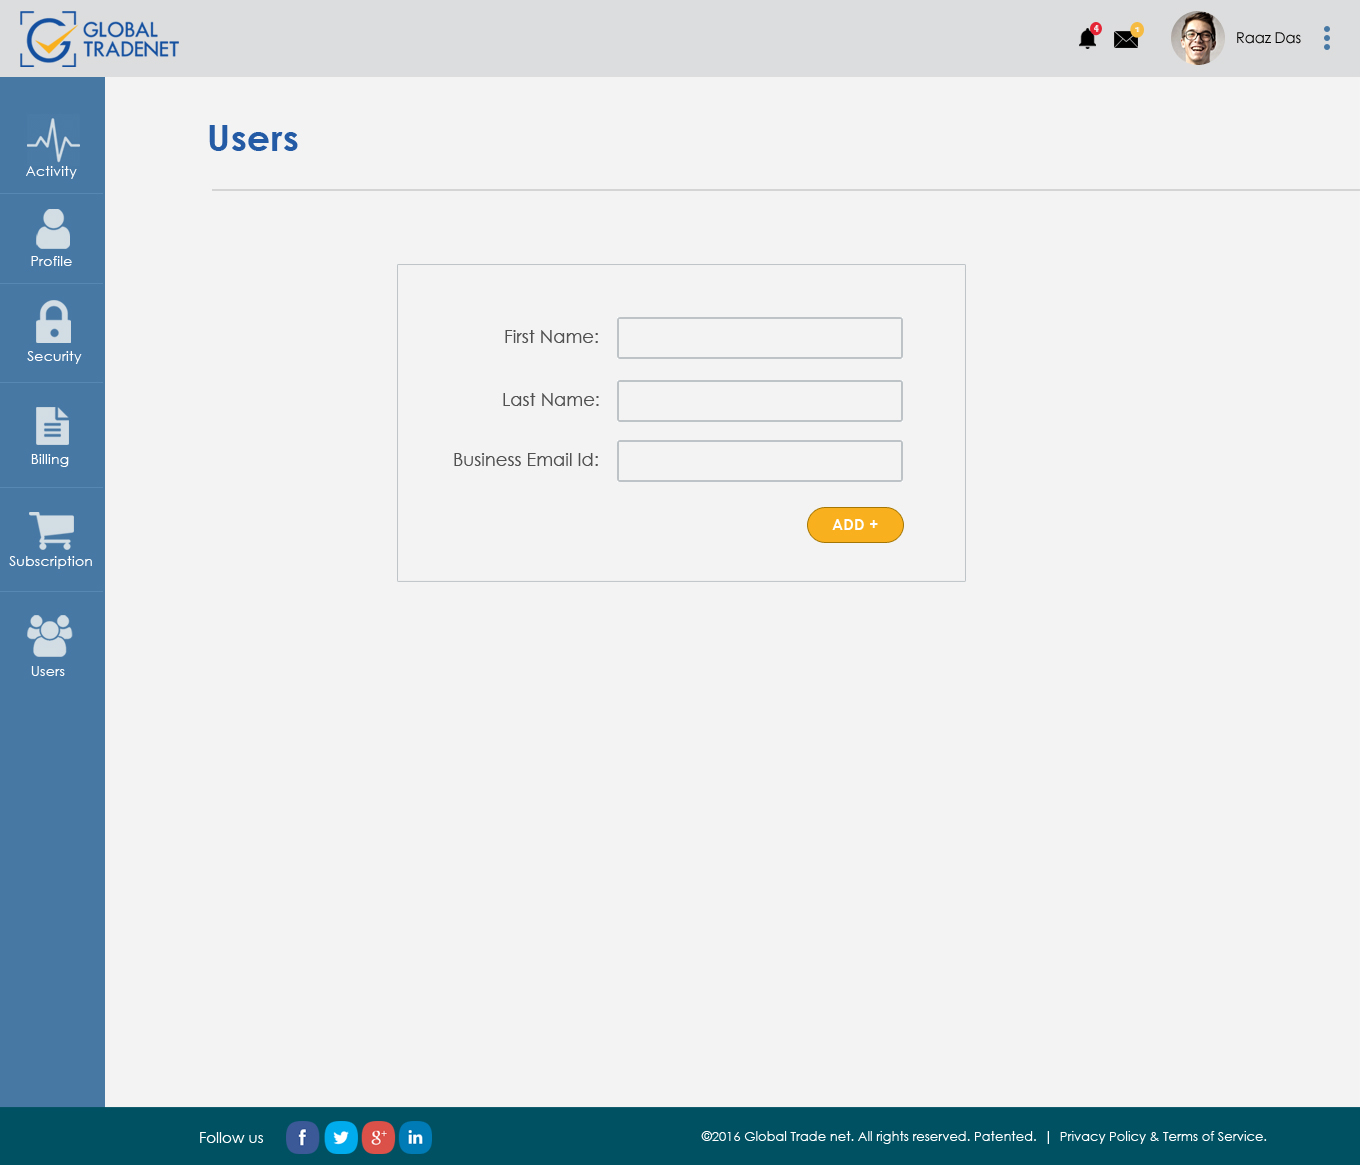 GLOBAL
TRADENET
4
1
Raaz Das
Users
Activity
Profile
Security
Billing
Subscription
Users
First Name:
Last Name:
Business Email Id:
ADD +
Follow us
f
g+
in
©2016 Global Trade net. All rights reserved. Patented. | Privacy Policy & Terms of Service.